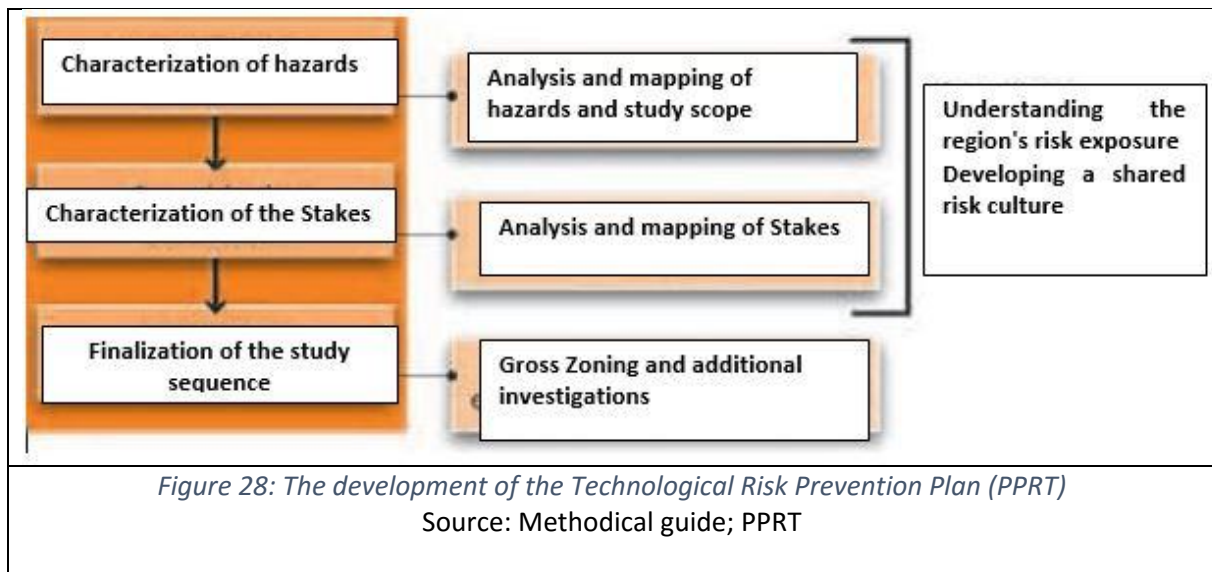 Characterization of hazards
Analysis and mapping of
hazards and study scope
Understanding the
region's risk exposure
Developing a shared
risk culture
Characterization of the Stakes
Analysis and mapping of Stakes
Finalization of the study
sequence
Gross Zoning and additional
investigations
Figure 28: The development of the Technological Risk Prevention Plan (PPRT)
Source: Methodical guide; PPRT